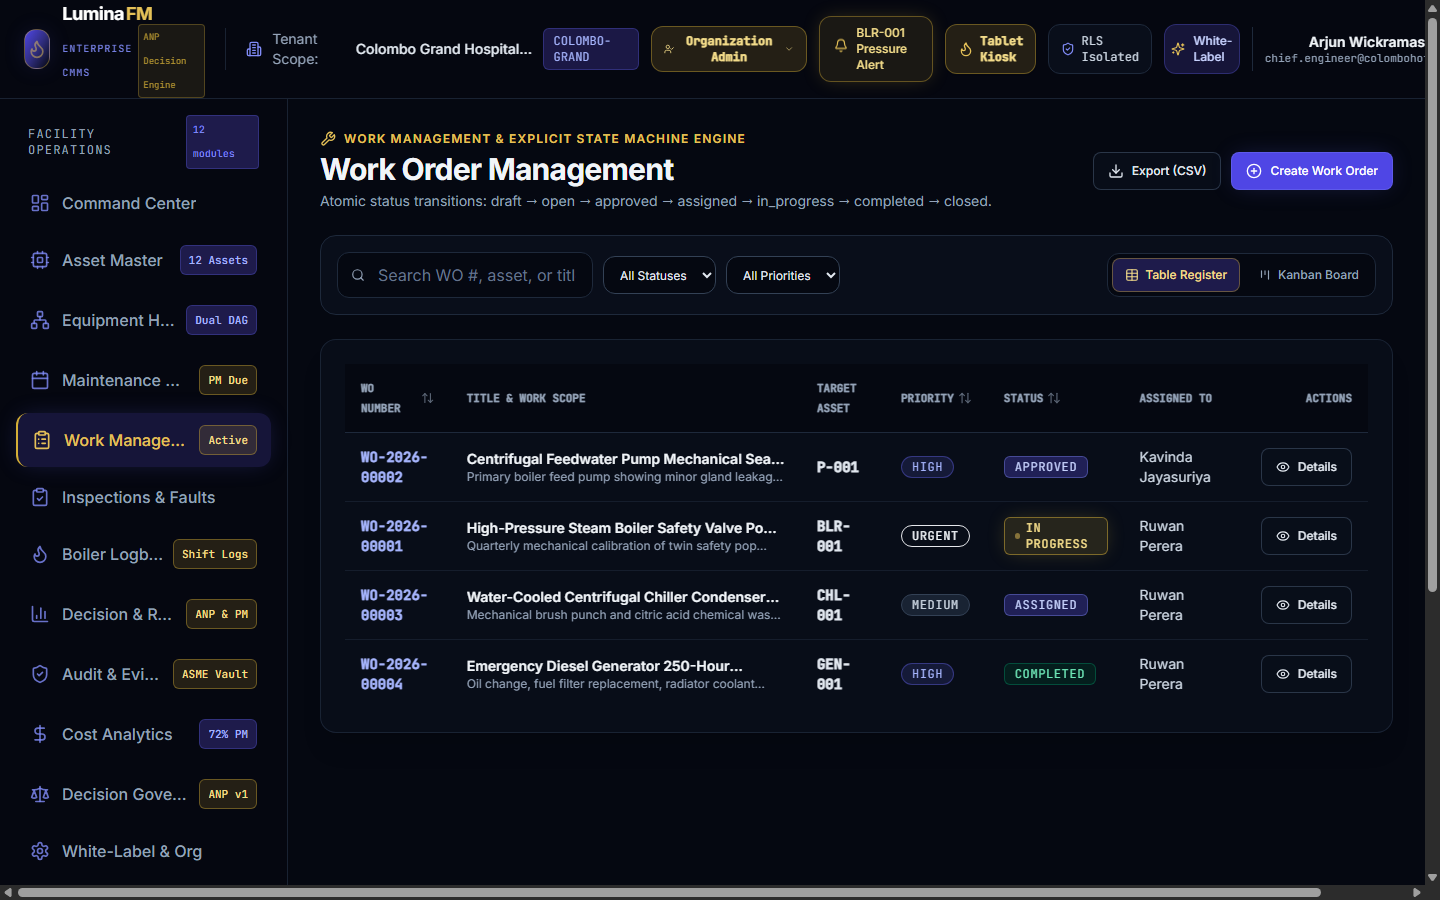 LuminaFM
ENTERPRISE CMMS
ANP Decision Engine
Tenant Scope:
Colombo Grand Hospital...
COLOMBO-GRAND
Organization Admin
BLR-001 Pressure Alert
Tablet Kiosk
RLS Isolated
White-Label
Arjun Wickramas
chief.engineer@colomboho
FACILITY OPERATIONS
12 modules
Command Center
Asset Master
12 Assets
Equipment H...
Dual DAG
Maintenance ...
PM Due
Work Manage...
Active
Inspections & Faults
Boiler Logb...
Shift Logs
Decision & R...
ANP & PM
Audit & Evi...
ASME Vault
Cost Analytics
72% PM
Decision Gove...
ANP v1
White-Label & Org
WORK MANAGEMENT & EXPLICIT STATE MACHINE ENGINE
Work Order Management
Atomic status transitions: draft → open → approved → assigned → in_progress → completed → closed.
Export (CSV)
Create Work Order
Search WO #, asset, or titl
All Statuses
All Priorities
Table Register
Kanban Board
WO NUMBER
TITLE & WORK SCOPE
TARGET ASSET
PRIORITY
STATUS
ASSIGNED TO
ACTIONS
WO-2026-00002
Centrifugal Feedwater Pump Mechanical Sea...
Primary boiler feed pump showing minor gland leakag...
P-001
HIGH
APPROVED
Kavinda Jayasuriya
Details
WO-2026-00001
High-Pressure Steam Boiler Safety Valve Po...
Quarterly mechanical calibration of twin safety pop...
BLR-001
URGENT
IN PROGRESS
Ruwan Perera
Details
WO-2026-00003
Water-Cooled Centrifugal Chiller Condenser...
Mechanical brush punch and citric acid chemical was...
CHL-001
MEDIUM
ASSIGNED
Ruwan Perera
Details
WO-2026-00004
Emergency Diesel Generator 250-Hour...
Oil change, fuel filter replacement, radiator coolant...
GEN-001
HIGH
COMPLETED
Ruwan Perera
Details